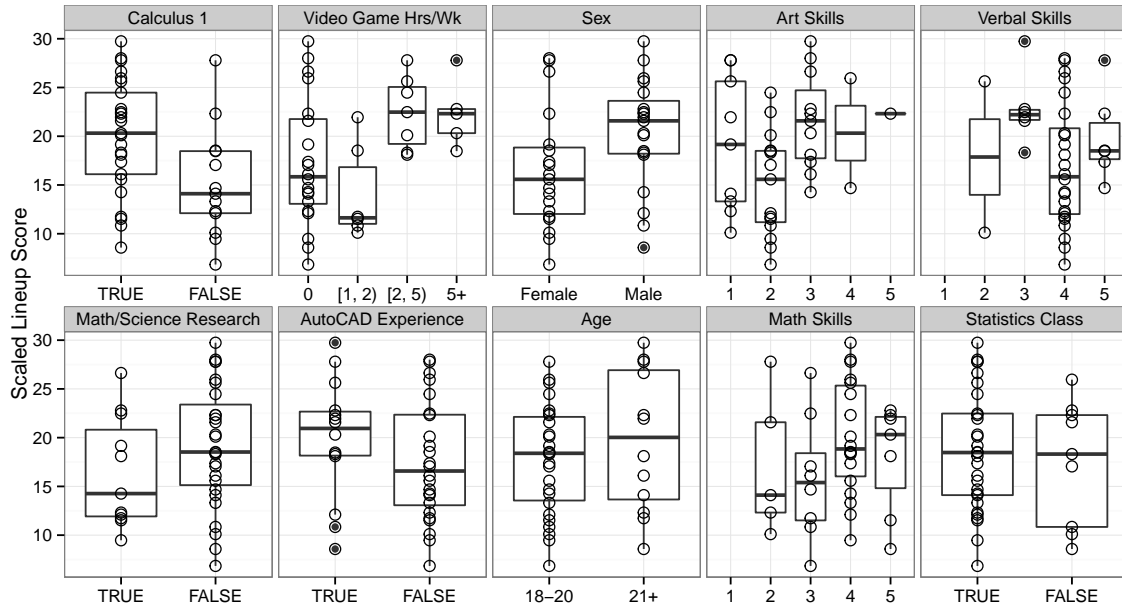 Calculus 1 Video Game Hrs/Wk Sex Art Skills Verbal Skills
30
25
20
15
10
TRUE FALSE 0 [1, 2) [2, 5) 5+ Female Male 1 2 3 4 5 1 2 3 4 5
Scaled Lineup Score
Math/Science Research AutoCAD Experience Age Math Skills Statistics Class
30
25
20
15
10
TRUE FALSE TRUE FALSE 18–20 21+ 1 2 3 4 5 TRUE FALSE